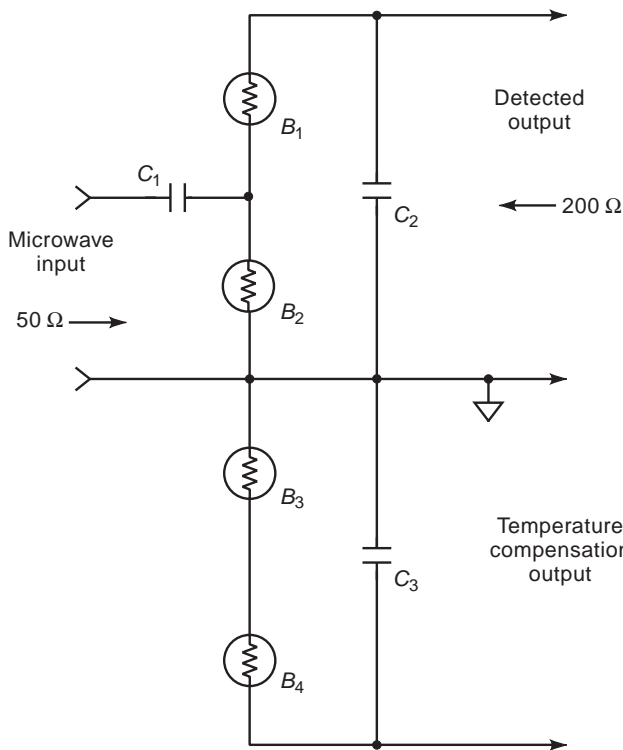 Detected
output
B1
C1
200 Ω
C2
Microwave
input
B2
50 Ω
B3
Temperature
compensation
output
C3
B4